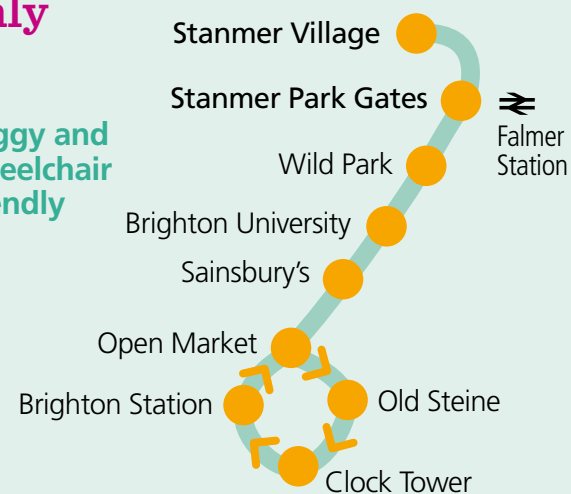 Stanmer Village
Stanmer Park Gates
Falmer
Station
Wild Park
Brighton University
Sainsbury's
Open Market
Brighton Station
Old Steine
Clock Tower